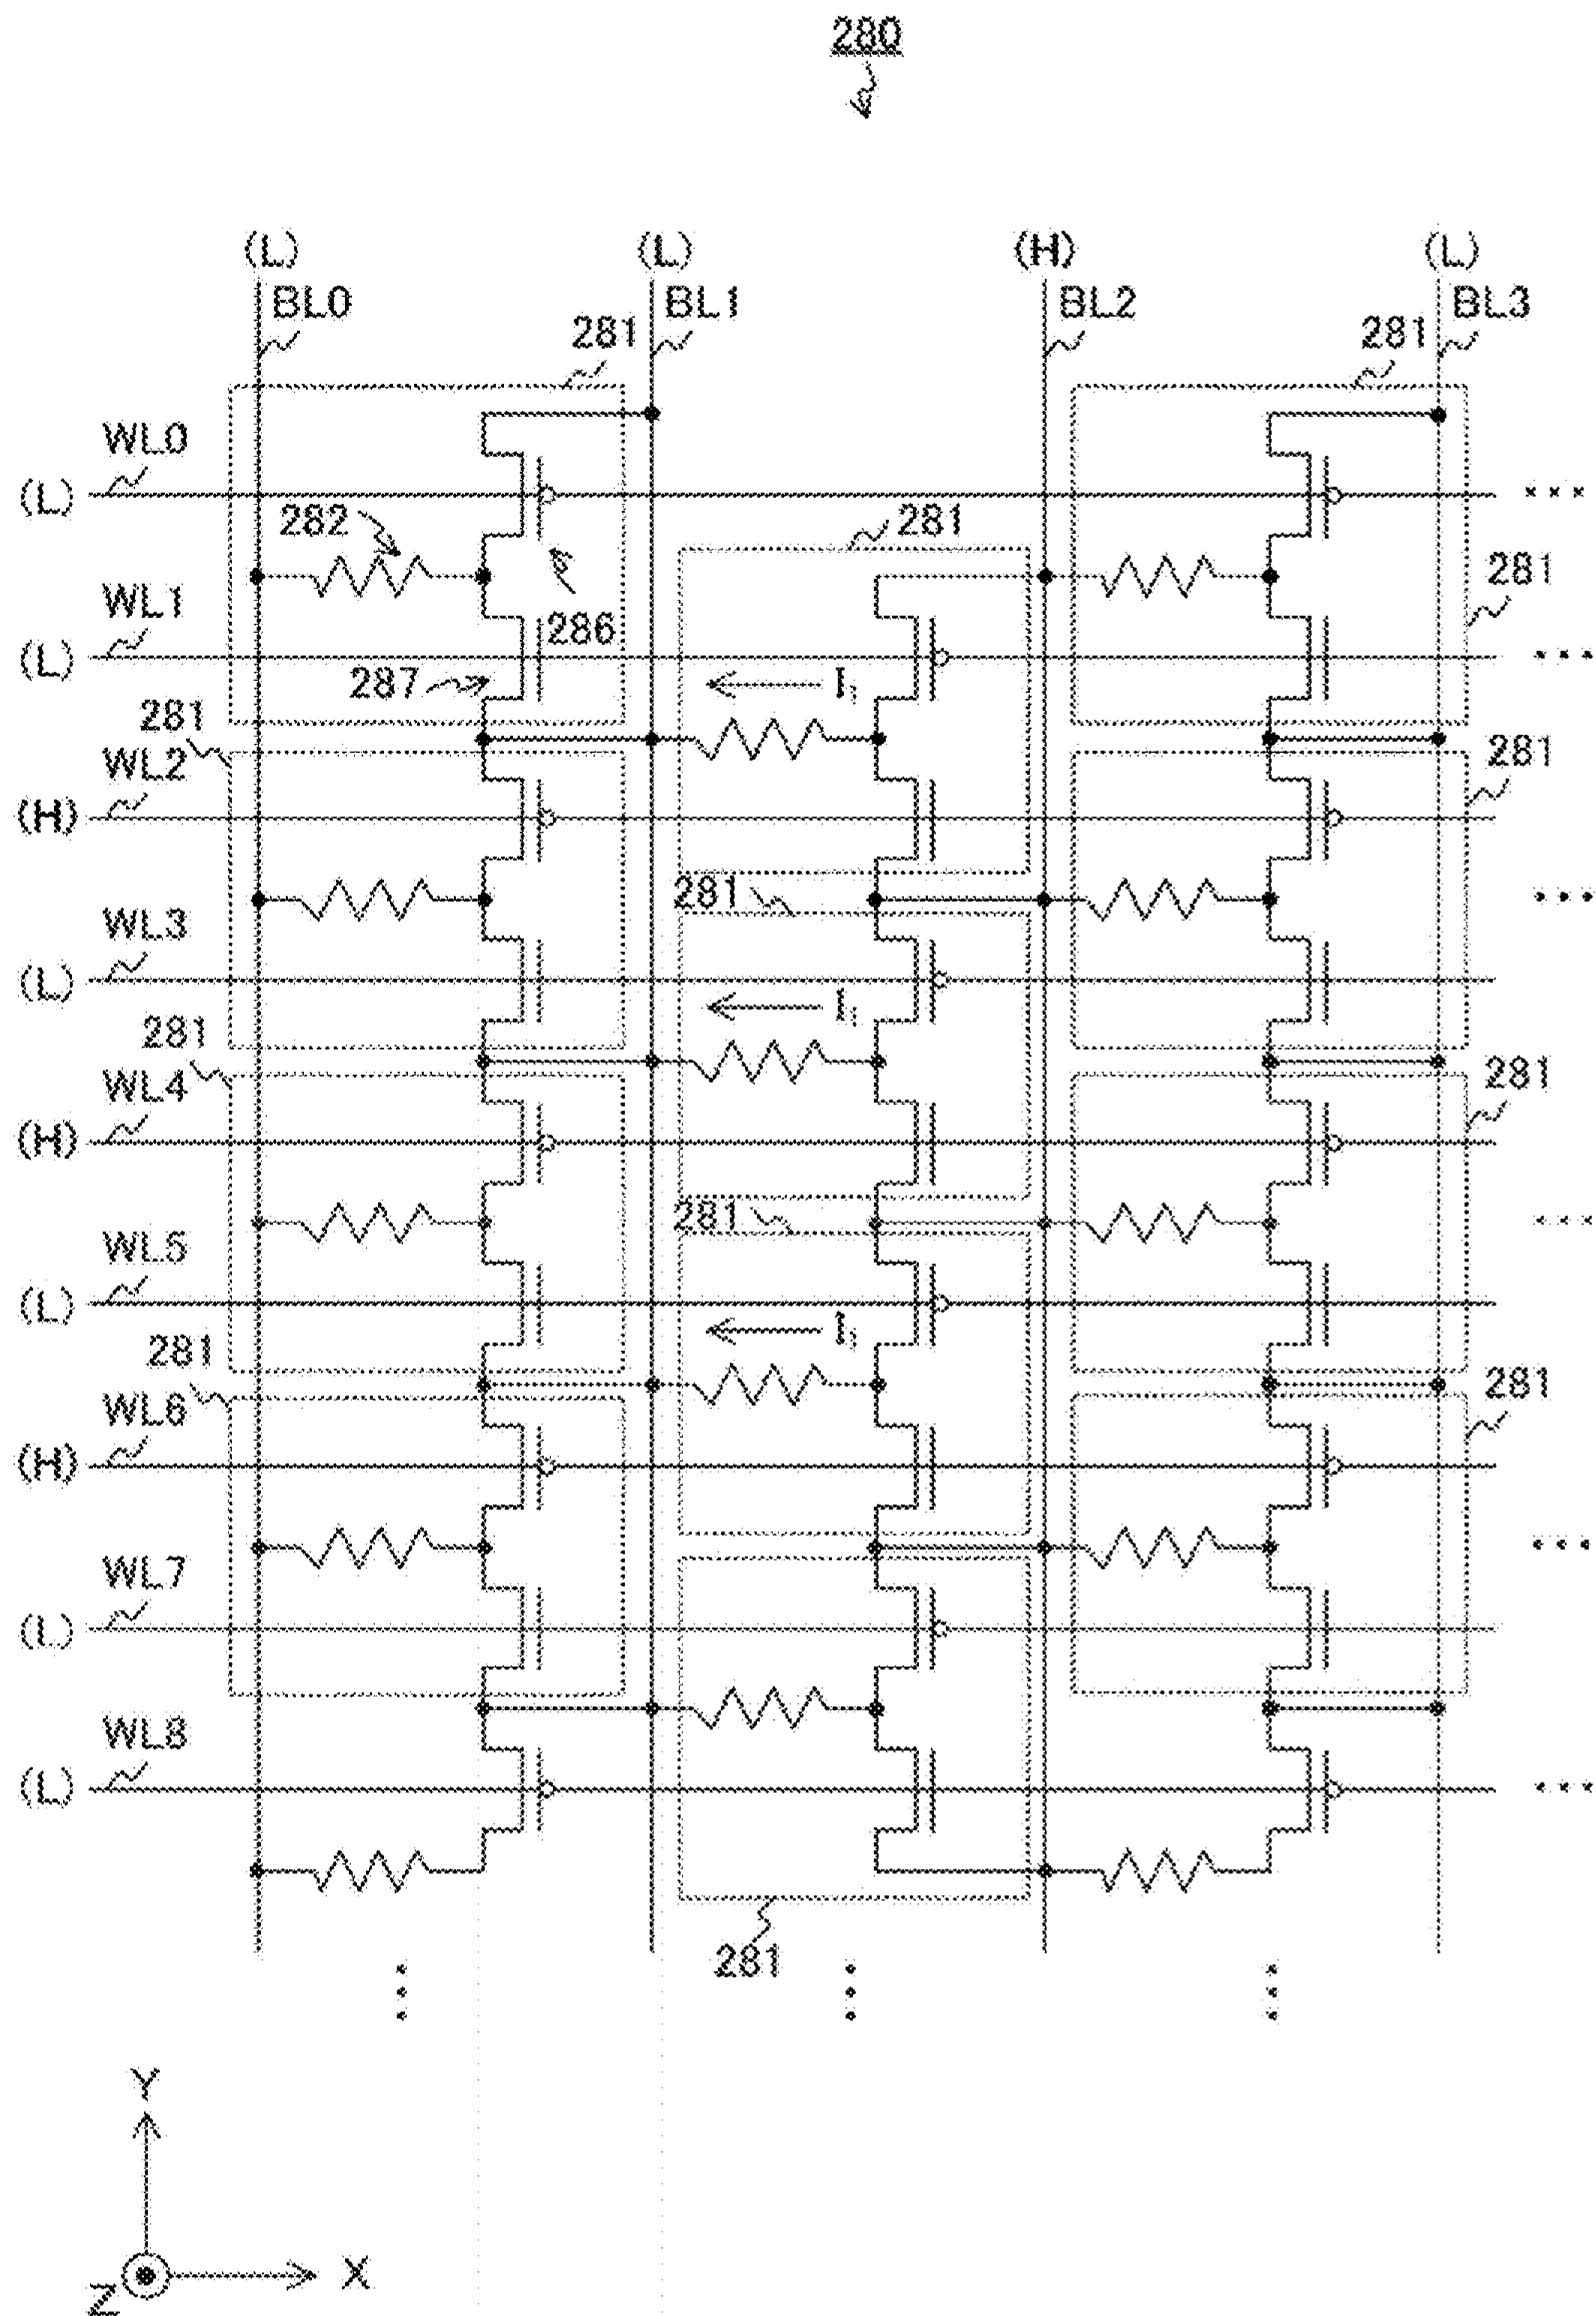 280
(L) (L) (H) (L)
BL0 BL1 BL2 BL3
281 281
WL0
(L) ...
282 281
281
WL1 286
(L) ...
287 I₁
281
WL2 281
(H)
281 ...
WL3
(L)
I₁
281
WL4 281
(H)
281 ...
WL5
(L)
I₁
281
WL6 281
(H)
...
WL7
(L)
WL8
(L) ...
281
Y
X
Z